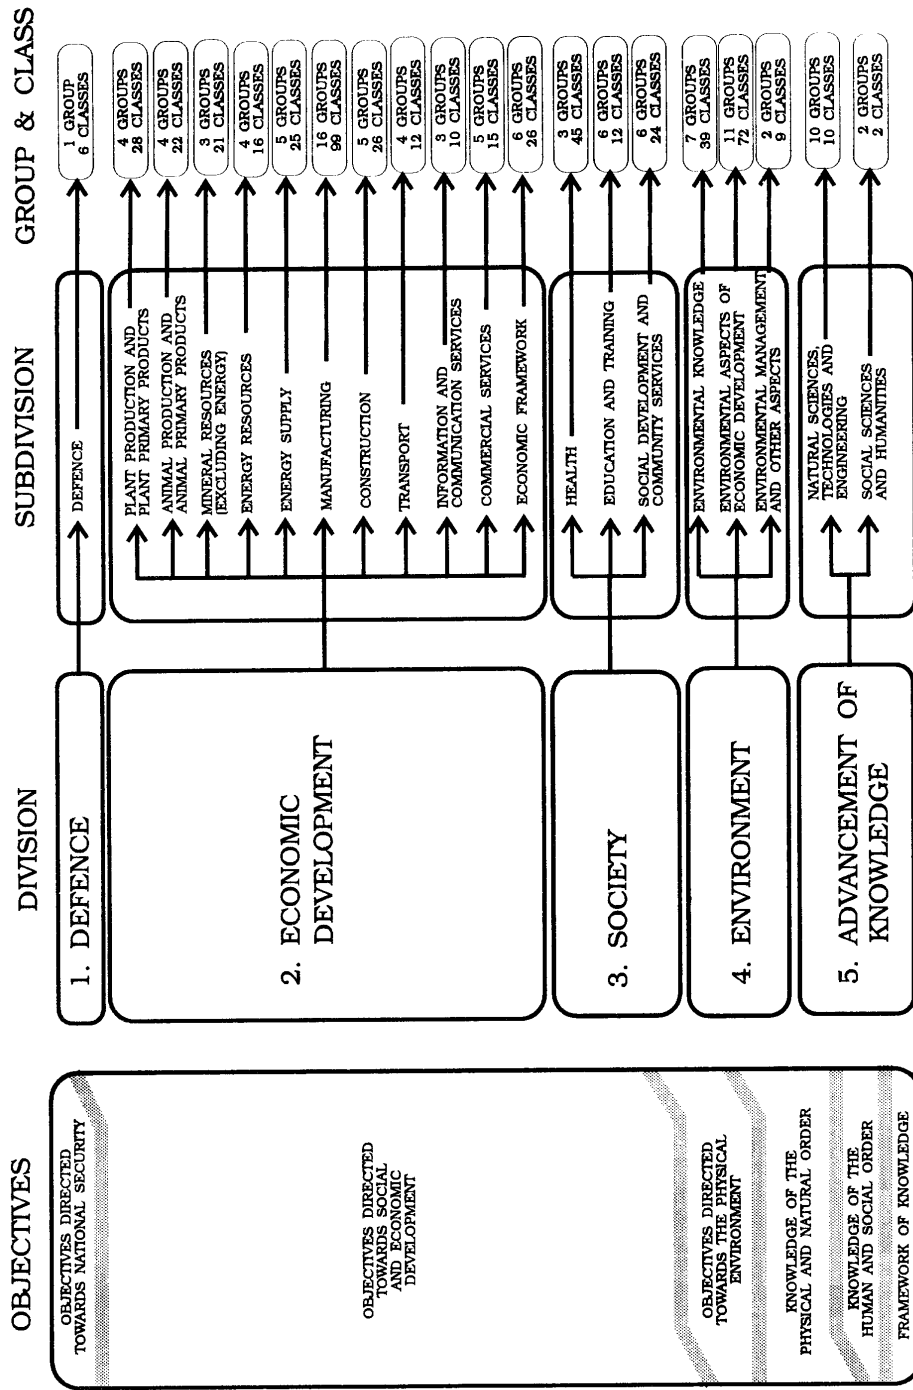 OBJECTIVES
DIVISION
SUBDIVISION
GROUP & CLASS
OBJECTIVES DIRECTED
TOWARDS NATIONAL SECURITY
OBJECTIVES DIRECTED
TOWARDS SOCIAL
AND ECONOMIC
DEVELOPMENT
OBJECTIVES DIRECTED
TOWARDS THE PHYSICAL
ENVIRONMENT
KNOWLEDGE OF THE
PHYSICAL AND NATURAL ORDER
KNOWLEDGE OF THE
HUMAN AND SOCIAL ORDER
FRAMEWORK OF KNOWLEDGE
1. DEFENCE
2. ECONOMIC
DEVELOPMENT
3. SOCIETY
4. ENVIRONMENT
5. ADVANCEMENT OF
KNOWLEDGE
DEFENCE
PLANT PRODUCTION AND
PLANT PRIMARY PRODUCTS
ANIMAL PRODUCTION AND
ANIMAL PRIMARY PRODUCTS
MINERAL RESOURCES
(EXCLUDING ENERGY)
ENERGY RESOURCES
ENERGY SUPPLY
MANUFACTURING
CONSTRUCTION
TRANSPORT
INFORMATION AND
COMMUNICATION SERVICES
COMMERCIAL SERVICES
ECONOMIC FRAMEWORK
HEALTH
EDUCATION AND TRAINING
SOCIAL DEVELOPMENT AND
COMMUNITY SERVICES
ENVIRONMENTAL KNOWLEDGE
ENVIRONMENTAL ASPECTS OF
ECONOMIC DEVELOPMENT
ENVIRONMENTAL MANAGEMENT
AND OTHER ASPECTS
NATURAL SCIENCES,
TECHNOLOGIES AND
ENGINEERING
SOCIAL SCIENCES
AND HUMANITIES
1 GROUP
6 CLASSES
4 GROUPS
28 CLASSES
4 GROUPS
22 CLASSES
3 GROUPS
21 CLASSES
4 GROUPS
16 CLASSES
5 GROUPS
25 CLASSES
16 GROUPS
99 CLASSES
5 GROUPS
26 CLASSES
4 GROUPS
12 CLASSES
3 GROUPS
10 CLASSES
5 GROUPS
15 CLASSES
6 GROUPS
26 CLASSES
3 GROUPS
45 CLASSES
6 GROUPS
12 CLASSES
6 GROUPS
24 CLASSES
7 GROUPS
39 CLASSES
11 GROUPS
72 CLASSES
2 GROUPS
9 CLASSES
10 GROUPS
10 CLASSES
2 GROUPS
2 CLASSES